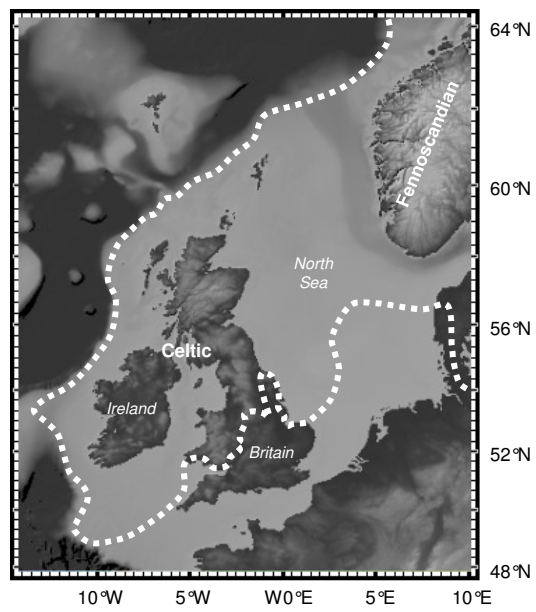 64°N
Fennoscandian
60°N
North
Sea
56°N
Celtic
Ireland
Britain
52°N
48°N
10°W
5°W
W0°E
5°E
10°E